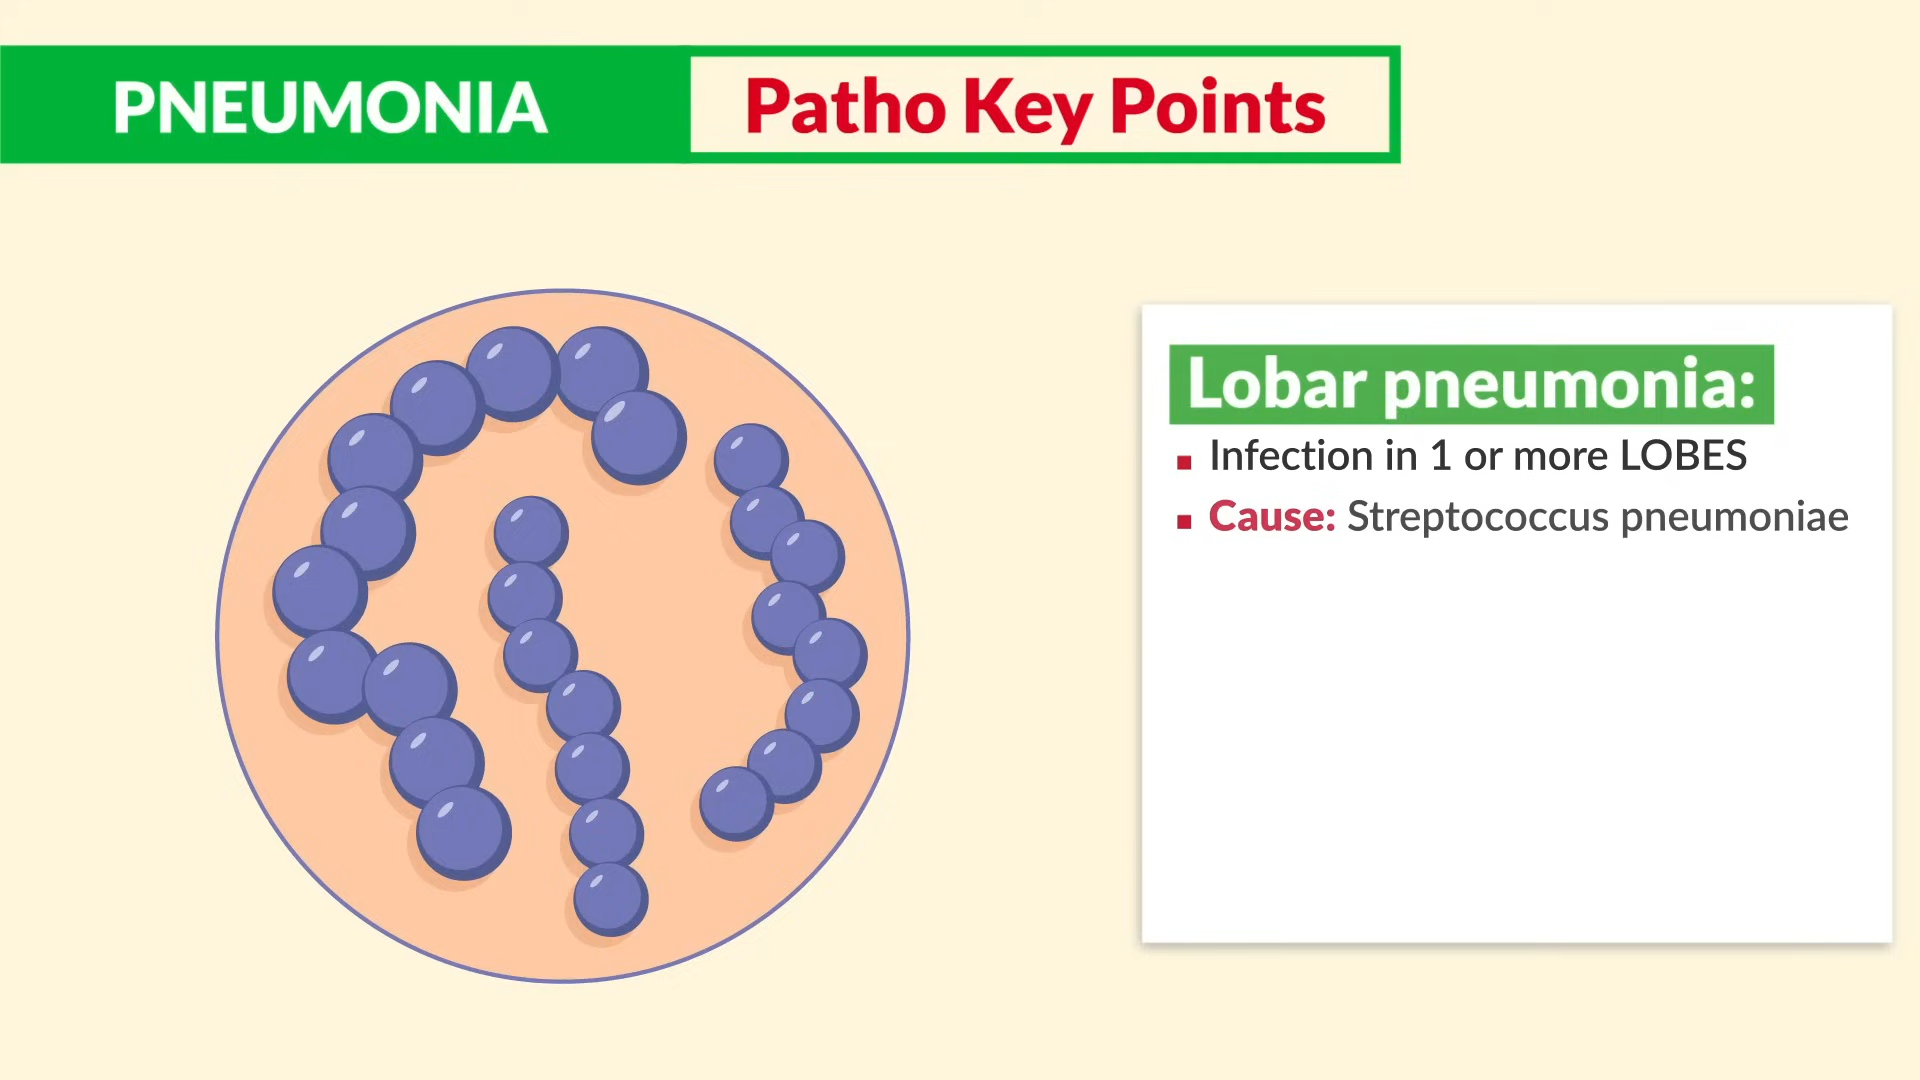 PNEUMONIA Patho Key Points
Lobar pneumonia:
▪ Infection in 1 or more LOBES
▪ Cause: Streptococcus pneumoniae